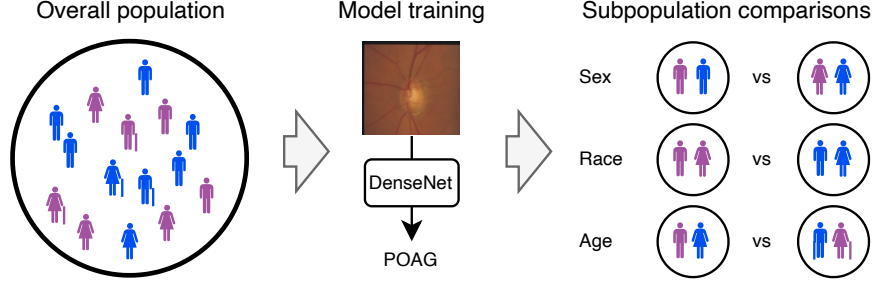 Overall population
Model training
Subpopulation comparisons
Sex
vs
Race
vs
DenseNet
Age
vs
POAG